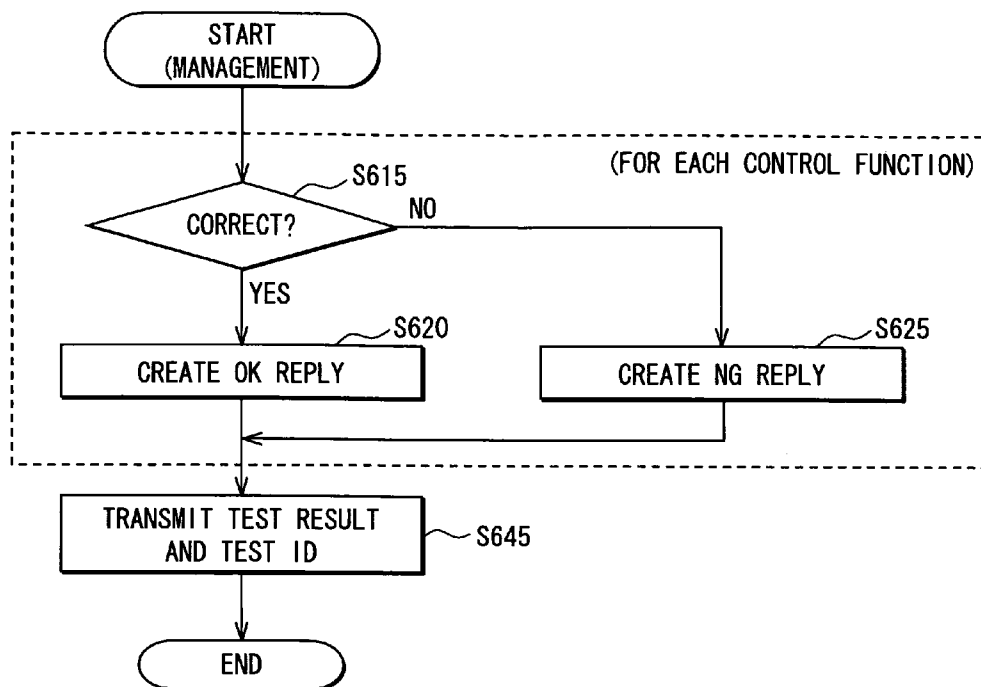 START
(MANAGEMENT)
(FOR EACH CONTROL FUNCTION)
S615
CORRECT?
NO
YES
S620
CREATE OK REPLY
S625
CREATE NG REPLY
TRANSMIT TEST RESULT
AND TEST ID
S645
END